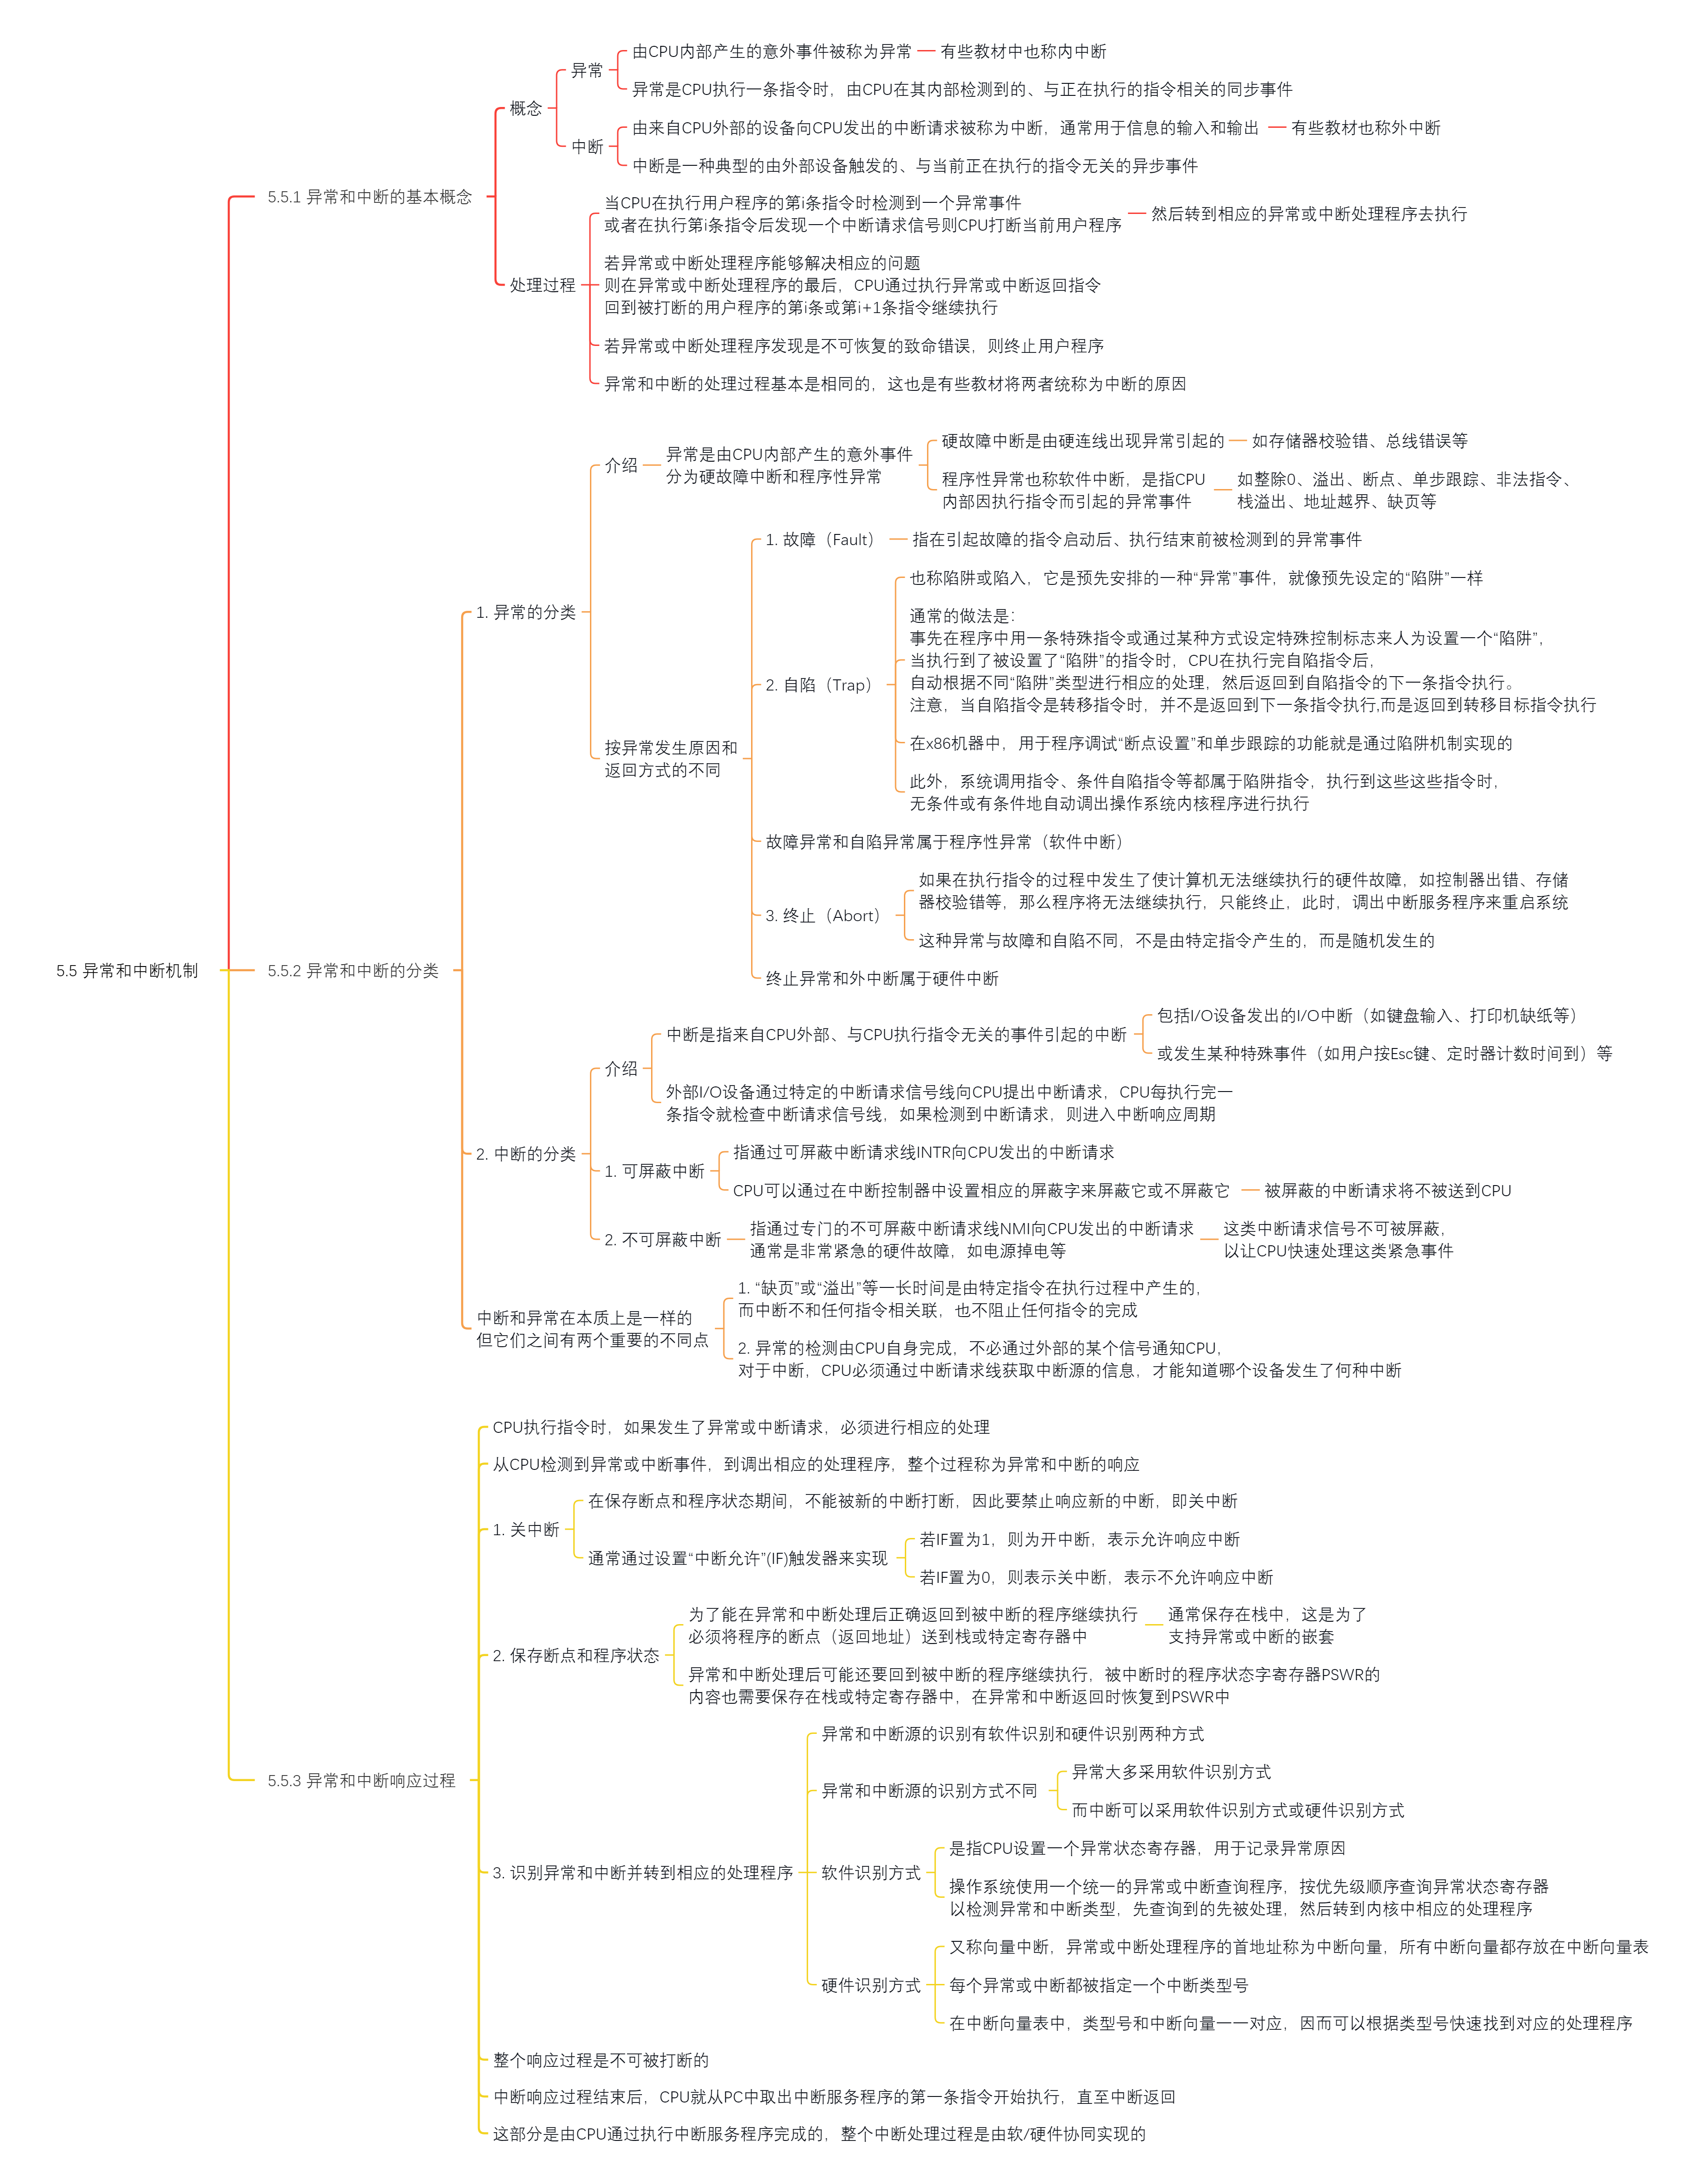 5.5 异常和中断机制
5.5.1 异常和中断的基本概念
概念
异常
由CPU内部产生的意外事件被称为异常
有些教材中也称内中断
异常是CPU执行一条指令时，由CPU在其内部检测到的、与正在执行的指令相关的同步事件
中断
由来自CPU外部的设备向CPU发出的中断请求被称为中断，通常用于信息的输入和输出
有些教材也称外中断
中断是一种典型的由外部设备触发的、与当前正在执行的指令无关的异步事件
处理过程
当CPU在执行用户程序的第i条指令时检测到一个异常事件
或者在执行第i条指令后发现一个中断请求信号则CPU打断当前用户程序
然后转到相应的异常或中断处理程序去执行
若异常或中断处理程序能够解决相应的问题
则在异常或中断处理程序的最后，CPU通过执行异常或中断返回指令
回到被打断的用户程序的第i条或第i+1条指令继续执行
若异常或中断处理程序发现是不可恢复的致命错误，则终止用户程序
异常和中断的处理过程基本是相同的，这也是有些教材将两者统称为中断的原因
5.5.2 异常和中断的分类
1. 异常的分类
介绍
异常是由CPU内部产生的意外事件
分为硬故障中断和程序性异常
硬故障中断是由硬连线出现异常引起的
如存储器校验错、总线错误等
程序性异常也称软件中断，是指CPU
内部因执行指令而引起的异常事件
如整除0、溢出、断点、单步跟踪、非法指令、
栈溢出、地址越界、缺页等
按异常发生原因和
返回方式的不同
1. 故障（Fault）
指在引起故障的指令启动后、执行结束前被检测到的异常事件
2. 自陷（Trap）
也称陷阱或陷入，它是预先安排的一种“异常”事件，就像预先设定的“陷阱”一样
通常的做法是：
事先在程序中用一条特殊指令或通过某种方式设定特殊控制标志来人为设置一个“陷阱”，
当执行到了被设置了“陷阱”的指令时，CPU在执行完自陷指令后，
自动根据不同“陷阱”类型进行相应的处理，然后返回到自陷指令的下一条指令执行。
注意，当自陷指令是转移指令时，并不是返回到下一条指令执行,而是返回到转移目标指令执行
在x86机器中，用于程序调试“断点设置”和单步跟踪的功能就是通过陷阱机制实现的
此外，系统调用指令、条件自陷指令等都属于陷阱指令，执行到这些这些指令时，
无条件或有条件地自动调出操作系统内核程序进行执行
故障异常和自陷异常属于程序性异常（软件中断）
3. 终止（Abort）
如果在执行指令的过程中发生了使计算机无法继续执行的硬件故障，如控制器出错、存储
器校验错等，那么程序将无法继续执行，只能终止，此时，调出中断服务程序来重启系统
这种异常与故障和自陷不同，不是由特定指令产生的，而是随机发生的
终止异常和外中断属于硬件中断
2. 中断的分类
介绍
中断是指来自CPU外部、与CPU执行指令无关的事件引起的中断
包括I/O设备发出的I/O中断（如键盘输入、打印机缺纸等）
或发生某种特殊事件（如用户按Esc键、定时器计数时间到）等
外部I/O设备通过特定的中断请求信号线向CPU提出中断请求，CPU每执行完一
条指令就检查中断请求信号线，如果检测到中断请求，则进入中断响应周期
1. 可屏蔽中断
指通过可屏蔽中断请求线INTR向CPU发出的中断请求
CPU可以通过在中断控制器中设置相应的屏蔽字来屏蔽它或不屏蔽它
被屏蔽的中断请求将不被送到CPU
2. 不可屏蔽中断
指通过专门的不可屏蔽中断请求线NMI向CPU发出的中断请求
通常是非常紧急的硬件故障，如电源掉电等
这类中断请求信号不可被屏蔽，
以让CPU快速处理这类紧急事件
中断和异常在本质上是一样的
但它们之间有两个重要的不同点
1. “缺页”或“溢出”等一长时间是由特定指令在执行过程中产生的，
而中断不和任何指令相关联，也不阻止任何指令的完成
2. 异常的检测由CPU自身完成，不必通过外部的某个信号通知CPU，
对于中断，CPU必须通过中断请求线获取中断源的信息，才能知道哪个设备发生了何种中断
5.5.3 异常和中断响应过程
CPU执行指令时，如果发生了异常或中断请求，必须进行相应的处理
从CPU检测到异常或中断事件，到调出相应的处理程序，整个过程称为异常和中断的响应
1. 关中断
在保存断点和程序状态期间，不能被新的中断打断，因此要禁止响应新的中断，即关中断
通常通过设置“中断允许”(IF)触发器来实现
若IF置为1，则为开中断，表示允许响应中断
若IF置为0，则表示关中断，表示不允许响应中断
2. 保存断点和程序状态
为了能在异常和中断处理后正确返回到被中断的程序继续执行
必须将程序的断点（返回地址）送到栈或特定寄存器中
通常保存在栈中，这是为了
支持异常或中断的嵌套
异常和中断处理后可能还要回到被中断的程序继续执行，被中断时的程序状态字寄存器PSWR的
内容也需要保存在栈或特定寄存器中，在异常和中断返回时恢复到PSWR中
3. 识别异常和中断并转到相应的处理程序
异常和中断源的识别有软件识别和硬件识别两种方式
异常和中断源的识别方式不同
异常大多采用软件识别方式
而中断可以采用软件识别方式或硬件识别方式
软件识别方式
是指CPU设置一个异常状态寄存器，用于记录异常原因
操作系统使用一个统一的异常或中断查询程序，按优先级顺序查询异常状态寄存器
以检测异常和中断类型，先查询到的先被处理，然后转到内核中相应的处理程序
硬件识别方式
又称向量中断，异常或中断处理程序的首地址称为中断向量，所有中断向量都存放在中断向量表
每个异常或中断都被指定一个中断类型号
在中断向量表中，类型号和中断向量一一对应，因而可以根据类型号快速找到对应的处理程序
整个响应过程是不可被打断的
中断响应过程结束后，CPU就从PC中取出中断服务程序的第一条指令开始执行，直至中断返回
这部分是由CPU通过执行中断服务程序完成的，整个中断处理过程是由软/硬件协同实现的